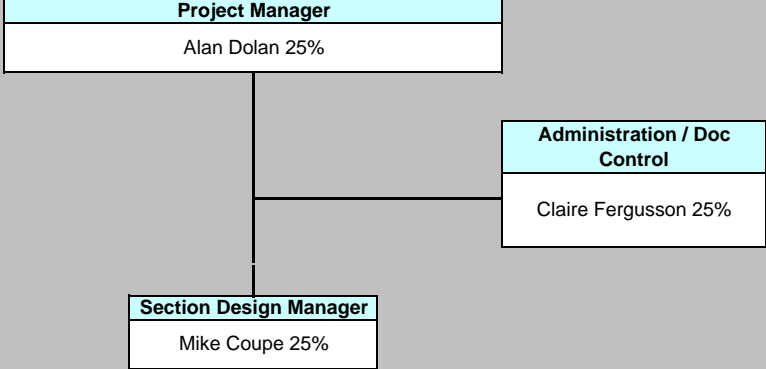 Project Manager
Alan Dolan 25%
Administration / Doc
Control
Claire Fergusson 25%
Section Design Manager
Mike Coupe 25%